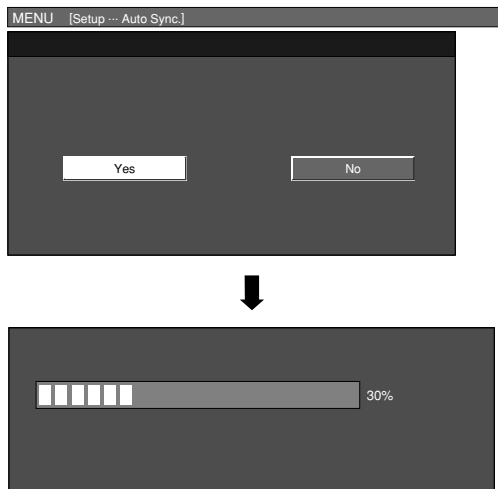 MENU [Setup ··· Auto Sync.]
Yes No
30%